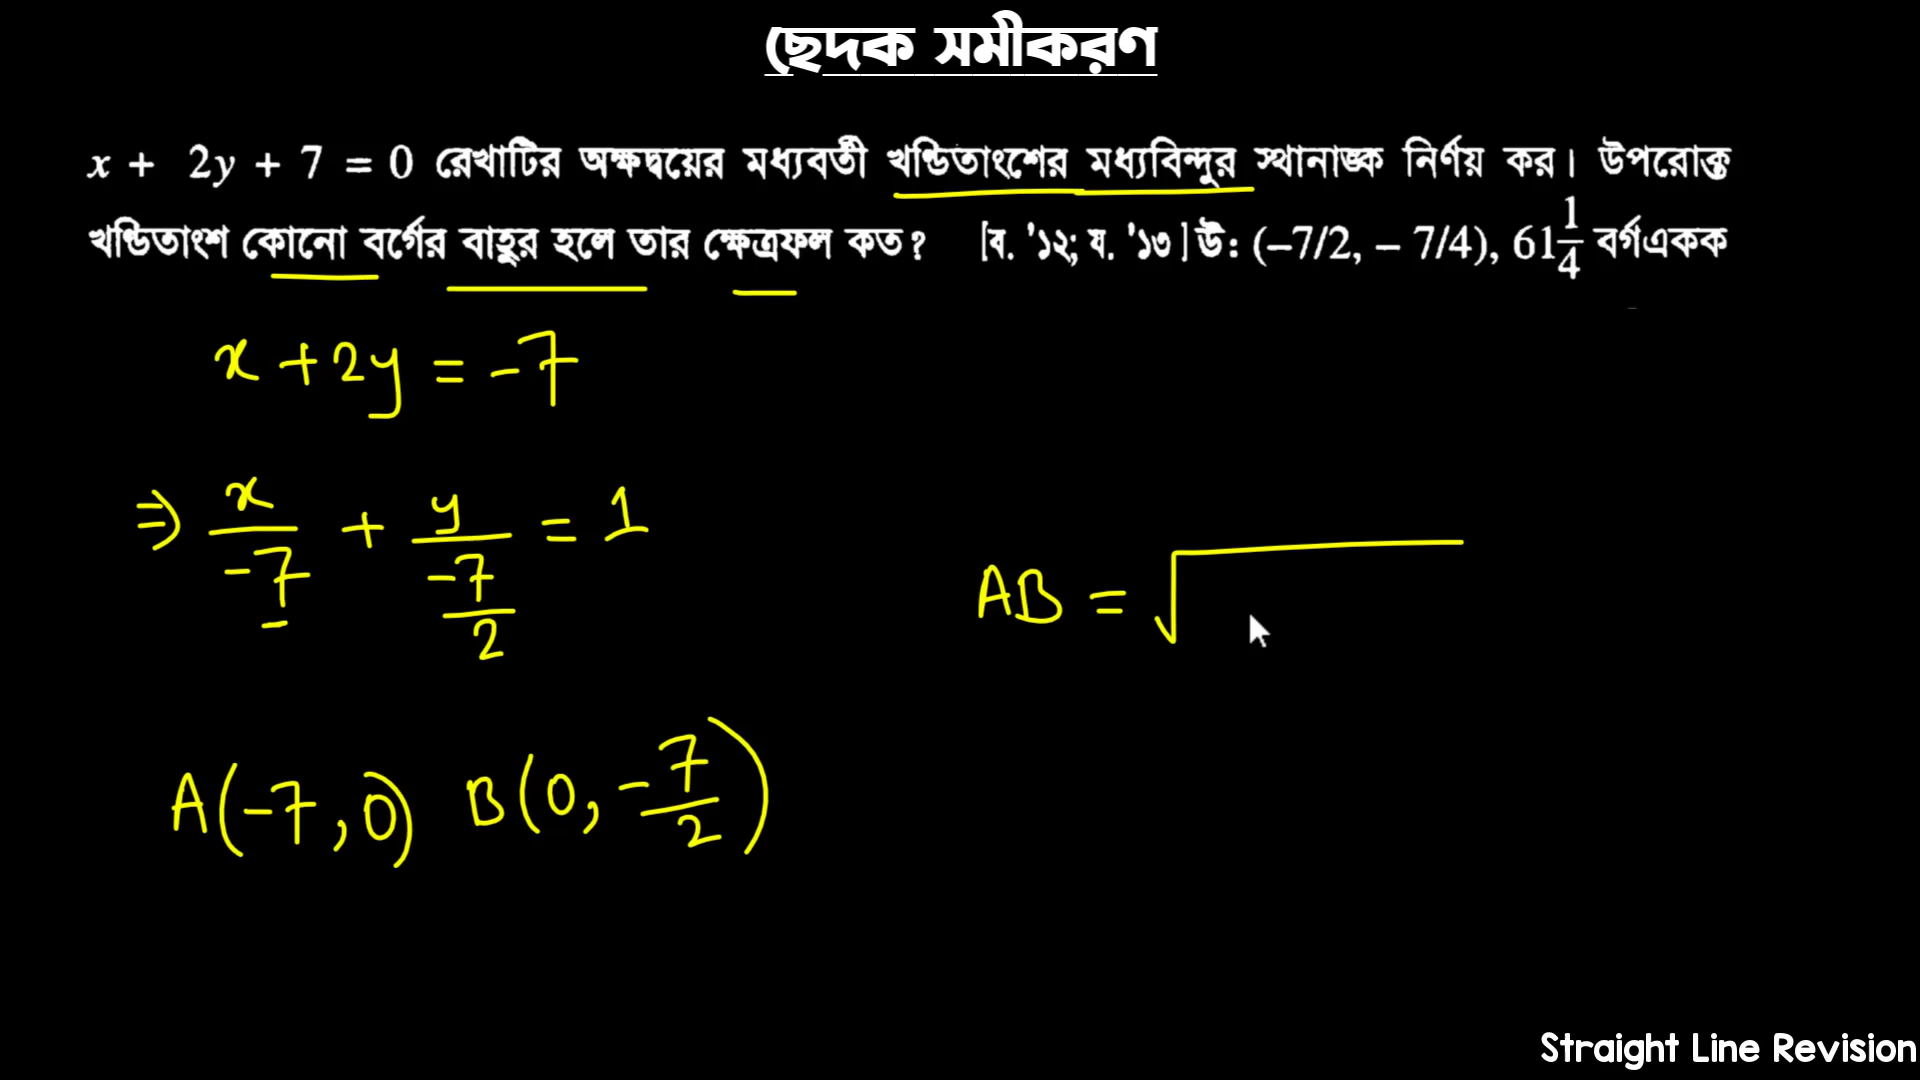 ছেদক সমীকরণ
x + 2y + 7 = 0 রেখাটির অক্ষদ্বয়ের মধ্যবর্তী খণ্ডিতাংশের মধ্যবিন্দুর স্থানাঙ্ক নির্ণয় কর। উপরোক্ত
খণ্ডিতাংশ কোনো বর্গের বাহুর হলে তার ক্ষেত্রফল কত? [ব. '১২; য. '১৩] উঃ (–7/2, – 7/4), 61 1/4 বর্গএকক
x + 2y = -7
⇒ x/-7 + y/(-7/2) = 1
AB = √
A(-7, 0) B(0, -7/2)
Straight Line Revision